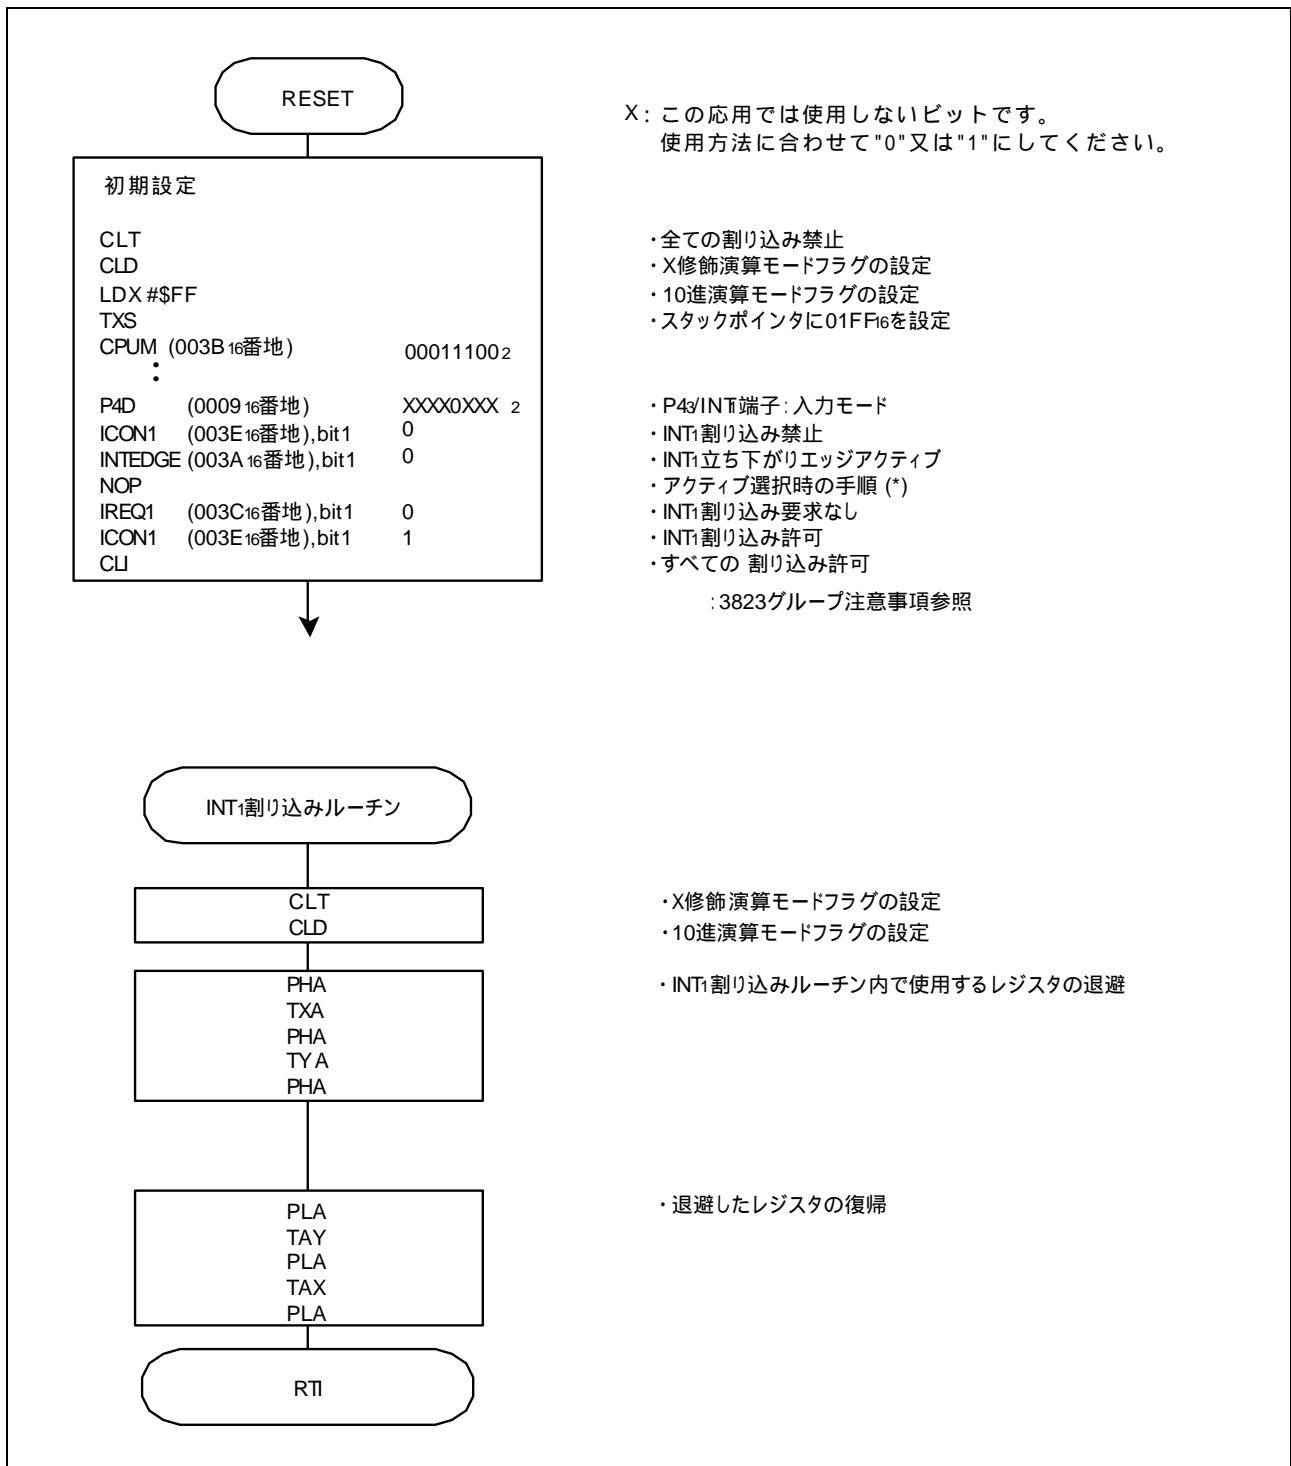 RESET
X：この応用では使用しないビットです。
使用方法に合わせて"0"又は"1"にしてください。
初期設定
CLT ・全ての割り込み禁止
CLD ・X修飾演算モードフラグの設定
LDX #$FF ・10進演算モードフラグの設定
TXS ・スタックポインタに01FF16を設定
CPUM (003B16番地) 000111002
：
P4D (000916番地) XXXX0XXX 2 ・P43/INT1端子：入力モード
ICON1 (003E16番地),bit1 0 ・INT1割り込み禁止
INTEDGE (003A16番地),bit1 0 ・INT1立ち下がりエッジアクティブ
NOP ・アクティブ選択時の手順 (*)
IREQ1 (003C16番地),bit1 0 ・INT1割り込み要求なし
ICON1 (003E16番地),bit1 1 ・INT1割り込み許可
CLI ・すべての 割り込み許可
：3823グループ注意事項参照
INT1割り込みルーチン
CLT ・X修飾演算モードフラグの設定
CLD ・10進演算モードフラグの設定
PHA ・INT1割り込みルーチン内で使用するレジスタの退避
TXA
PHA
TYA
PHA
PLA ・退避したレジスタの復帰
TAY
PLA
TAX
PLA
RTI